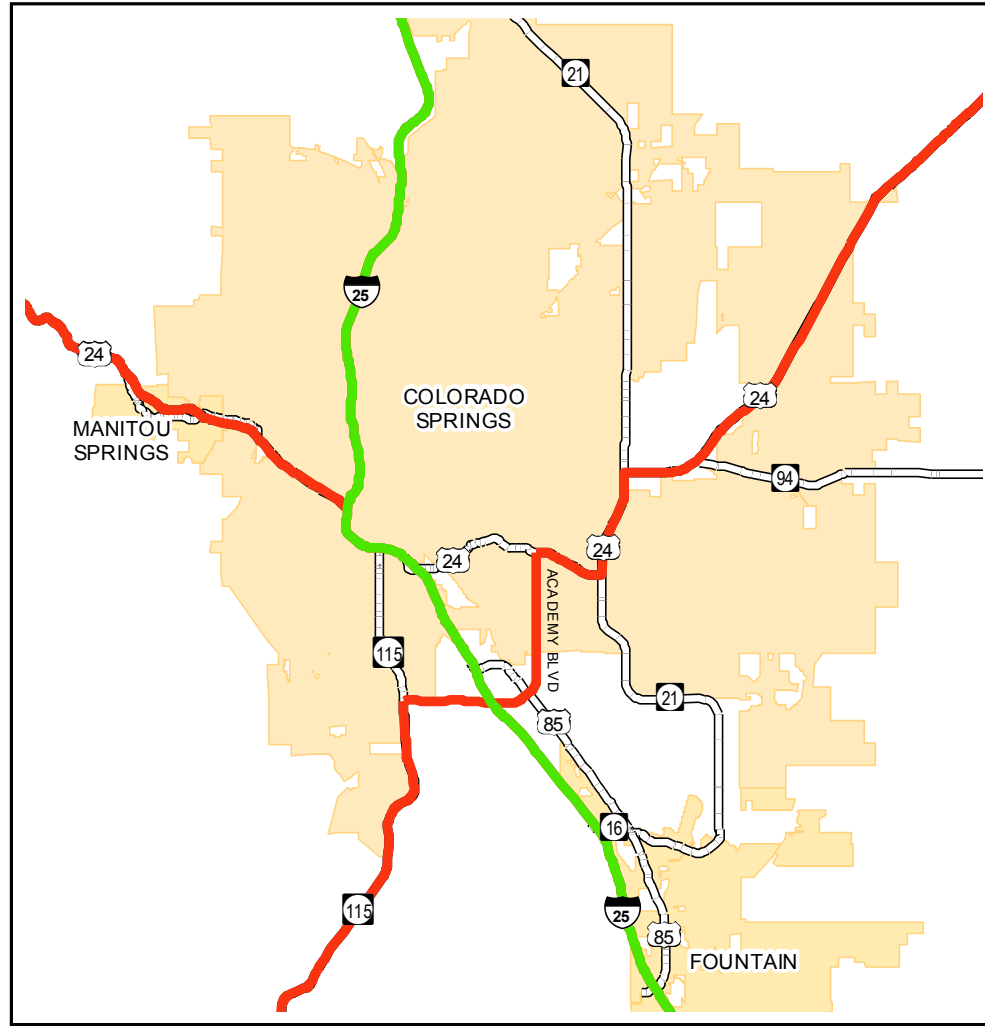 21
25
24
COLORADO
SPRINGS
24
MANITOU
SPRINGS
94
24
24
ACADEMY BLVD
115
21
85
16
115
25
85
FOUNTAIN